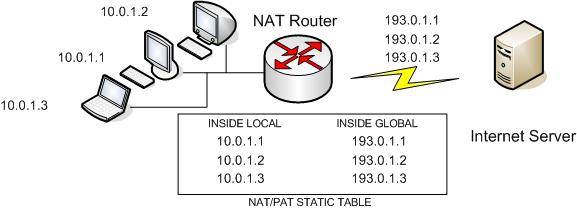 10.0.1.2
NAT Router
193.0.1.1
193.0.1.2
193.0.1.3
10.0.1.1
10.0.1.3
Internet Server
INSIDE LOCAL INSIDE GLOBAL
10.0.1.1 193.0.1.1
10.0.1.2 193.0.1.2
10.0.1.3 193.0.1.3
NAT/PAT STATIC TABLE